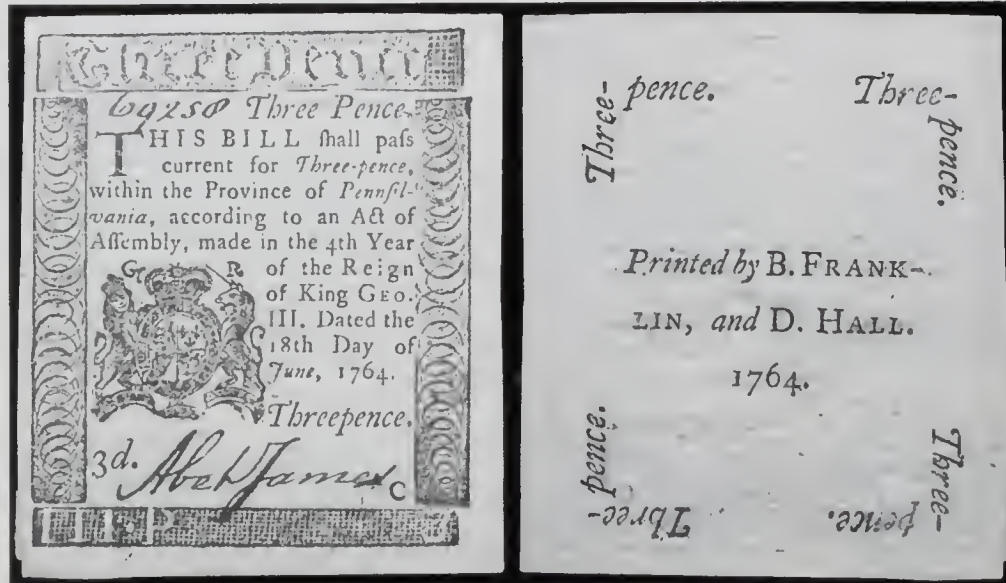 Three Pence
69258 Three Pence.
THIS BILL ſhall paſs
current for Three-pence,
within the Province of Pennſil-
vania, according to an Act of
Aſſembly, made in the 4th Year
G R of the Reign
of King GEO.
III. Dated the
18th Day of
June, 1764.
Threepence.
3d. Abel James C
III. P
Three-pence.
Three-pence.
Printed by B. FRANK-
LIN, and D. HALL.
1764.
Three-pence.
Three-pence.